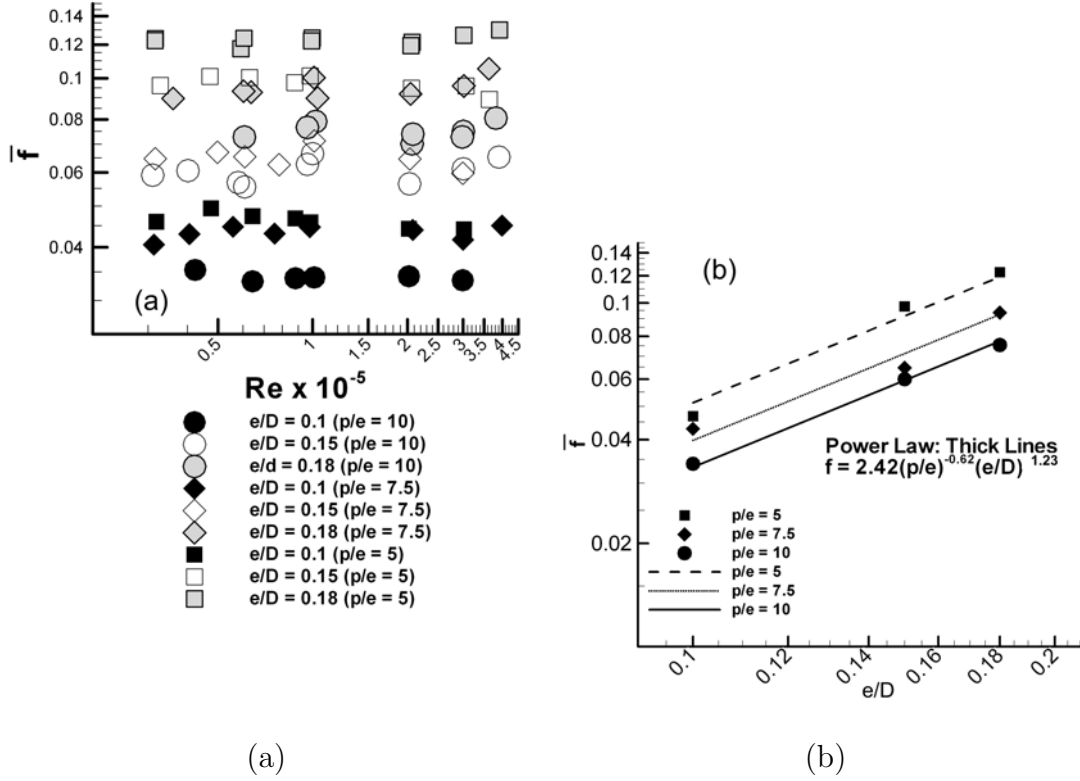 0.14
0.12
0.1
0.08
0.06
0.04
f
(a)
0.5
1
1.5
2
2.5
3
3.5
4
4.5
Re x 10-5
e/D = 0.1 (p/e = 10)
e/D = 0.15 (p/e = 10)
e/d = 0.18 (p/e = 10)
e/D = 0.1 (p/e = 7.5)
e/D = 0.15 (p/e = 7.5)
e/D = 0.18 (p/e = 7.5)
e/D = 0.1 (p/e = 5)
e/D = 0.15 (p/e = 5)
e/D = 0.18 (p/e = 5)
(a)
0.14
0.12
0.1
0.08
0.06
0.04
0.02
f
(b)
Power Law: Thick Lines
f = 2.42(p/e)-0.62(e/D) 1.23
p/e = 5
p/e = 7.5
p/e = 10
p/e = 5
p/e = 7.5
p/e = 10
0.1
0.12
0.14
0.16
0.18
0.2
e/D
(b)